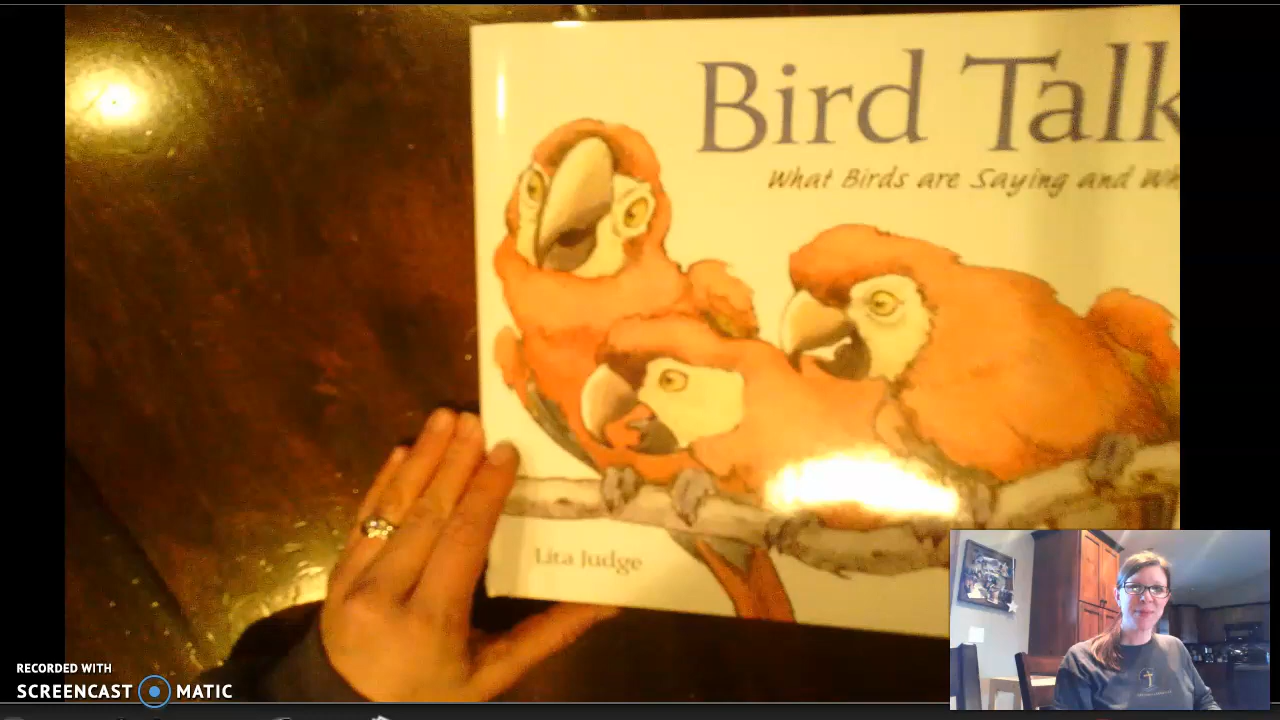 Bird Talk
What Birds are Saying and Wh
Lita Judge
RECORDED WITH
SCREENCAST MATIC